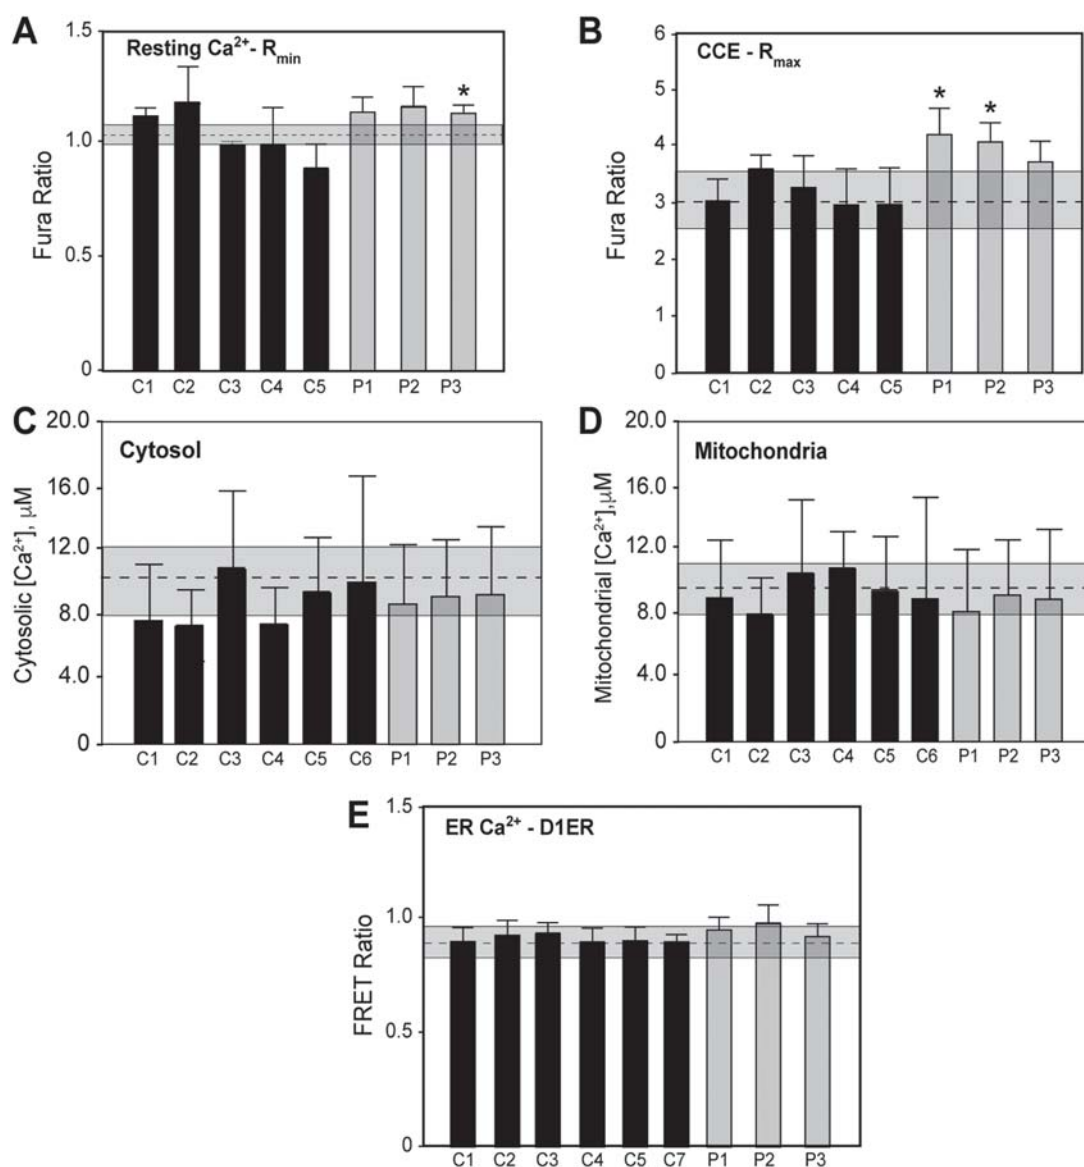 A
Resting Ca²⁺- Rmin
Fura Ratio
1.5
1.0
0.5
0
*
C1 C2 C3 C4 C5 P1 P2 P3
B
CCE - Rmax
Fura Ratio
6
5
4
3
2
1
0
* *
C1 C2 C3 C4 C5 P1 P2 P3
C
Cytosol
Cytosolic [Ca²⁺], µM
20.0
16.0
12.0
8.0
4.0
0
C1 C2 C3 C4 C5 C6 P1 P2 P3
D
Mitochondria
Mitochondrial [Ca²⁺],µM
20.0
16.0
12.0
8.0
4.0
0
C1 C2 C3 C4 C5 C6 P1 P2 P3
E
ER Ca²⁺ - D1ER
FRET Ratio
1.5
1.0
0.5
0
C1 C2 C3 C4 C5 C7 P1 P2 P3